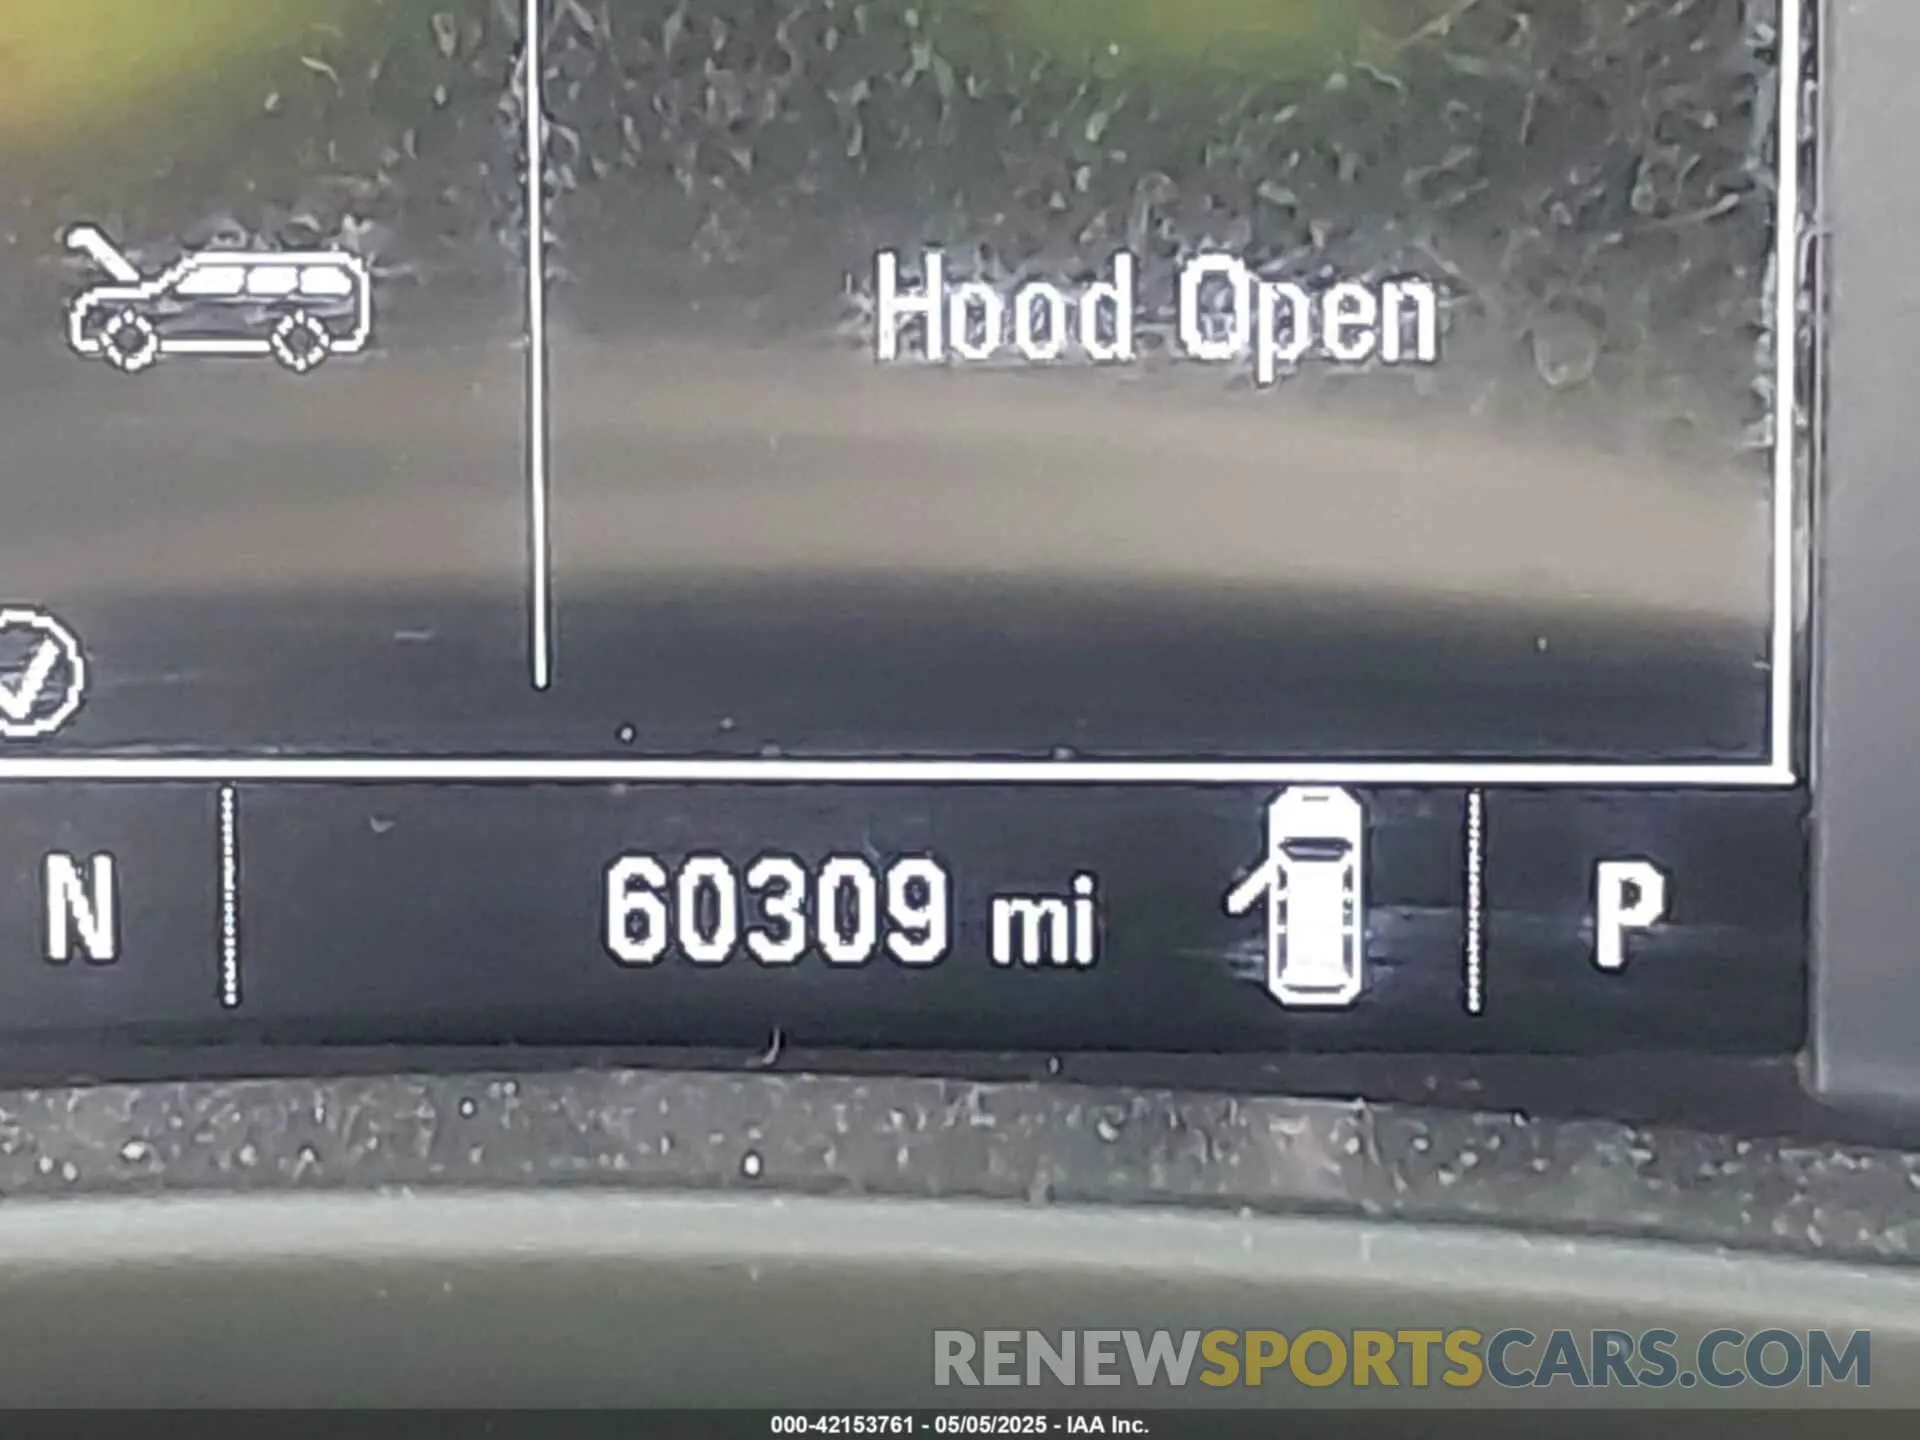 Hood Open
N 60309 mi P
RENEWSPORTSCARS.COM
000-42153761 - 05/05/2025 - IAA Inc.